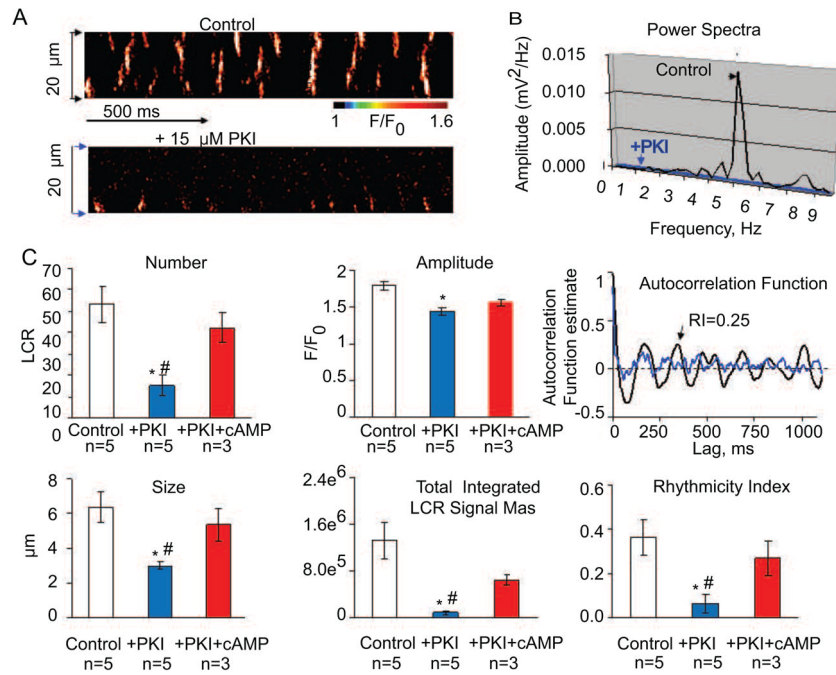 A
Control
20 µm
500 ms
1 F/F0 1.6
+ 15 µM PKI
20 µm
B
Power Spectra
Amplitude (mV2/Hz)
0.015
0.010
0.005
0.000
Control
+PKI
0 1 2 3 4 5 6 7 8 9
Frequency, Hz
C
Number
LCR
70
60
50
40
30
20
10
0
* #
Control +PKI +PKI+cAMP
n=5 n=5 n=3
Amplitude
F/F0
2
1.5
1
0.5
0
*
Control +PKI +PKI+cAMP
n=5 n=5 n=3
Autocorrelation Function
Autocorrelation
Function estimate
1
0.5
0
-0.5
RI=0.25
0 250 500 750 1000
Lag, ms
Size
µm
8
6
4
2
0
* #
Control +PKI +PKI+cAMP
n=5 n=5 n=3
Total Integrated
LCR Signal Mas
2.4e6
1.6e6
8.0e5
0
* #
Control +PKI +PKI+cAMP
n=5 n=5 n=3
Rhythmicity Index
0.6
0.4
0.2
0.0
* #
Control +PKI +PKI+cAMP
n=5 n=5 n=3